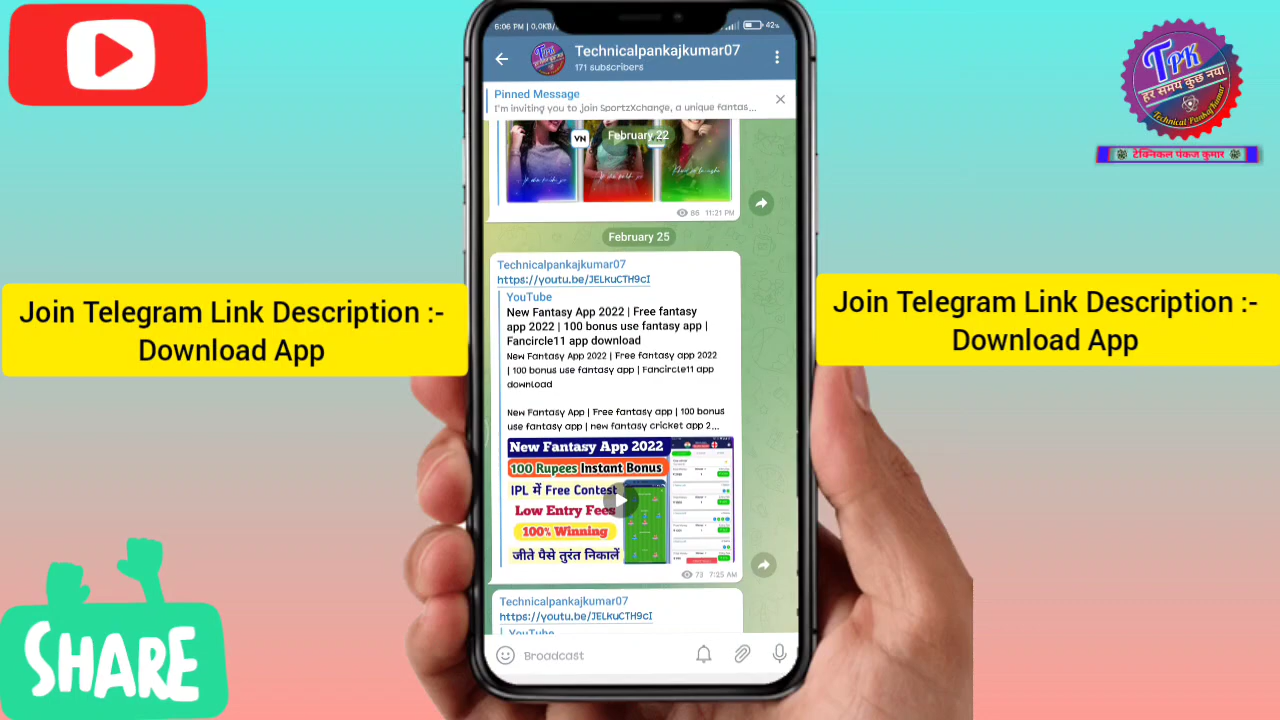 6:06 PM | 0.0KB/
42%
Technicalpankajkumar07
171 subscribers
Pinned Message
I'm inviting you to join SportzXchange, a unique fantas...
February 22
VN
86 11:21 PM
February 25
Technicalpankajkumar07
https://youtu.be/JELkuCTH9cI
YouTube
New Fantasy App 2022 | Free fantasy
app 2022 | 100 bonus use fantasy app |
Fancircle11 app download
New Fantasy App 2022 | Free fantasy app 2022
| 100 bonus use fantasy app | Fancircle11 app
download
New Fantasy App | Free fantasy app | 100 bonus
use fantasy app | new fantasy cricket app 2...
New Fantasy App 2022
100 Rupees Instant Bonus
IPL में Free Contest
Low Entry Fees
100% Winning
जीते पैसे तुरंत निकालें
73 7:25 AM
Technicalpankajkumar07
https://youtu.be/JELkuCTH9cI
YouTube
Broadcast
Join Telegram Link Description :-
Download App
Join Telegram Link Description :-
Download App
TPK
हर समय कुछ नया
Technical Pankajkumar
टेक्निकल पंकज कुमार
SHARE